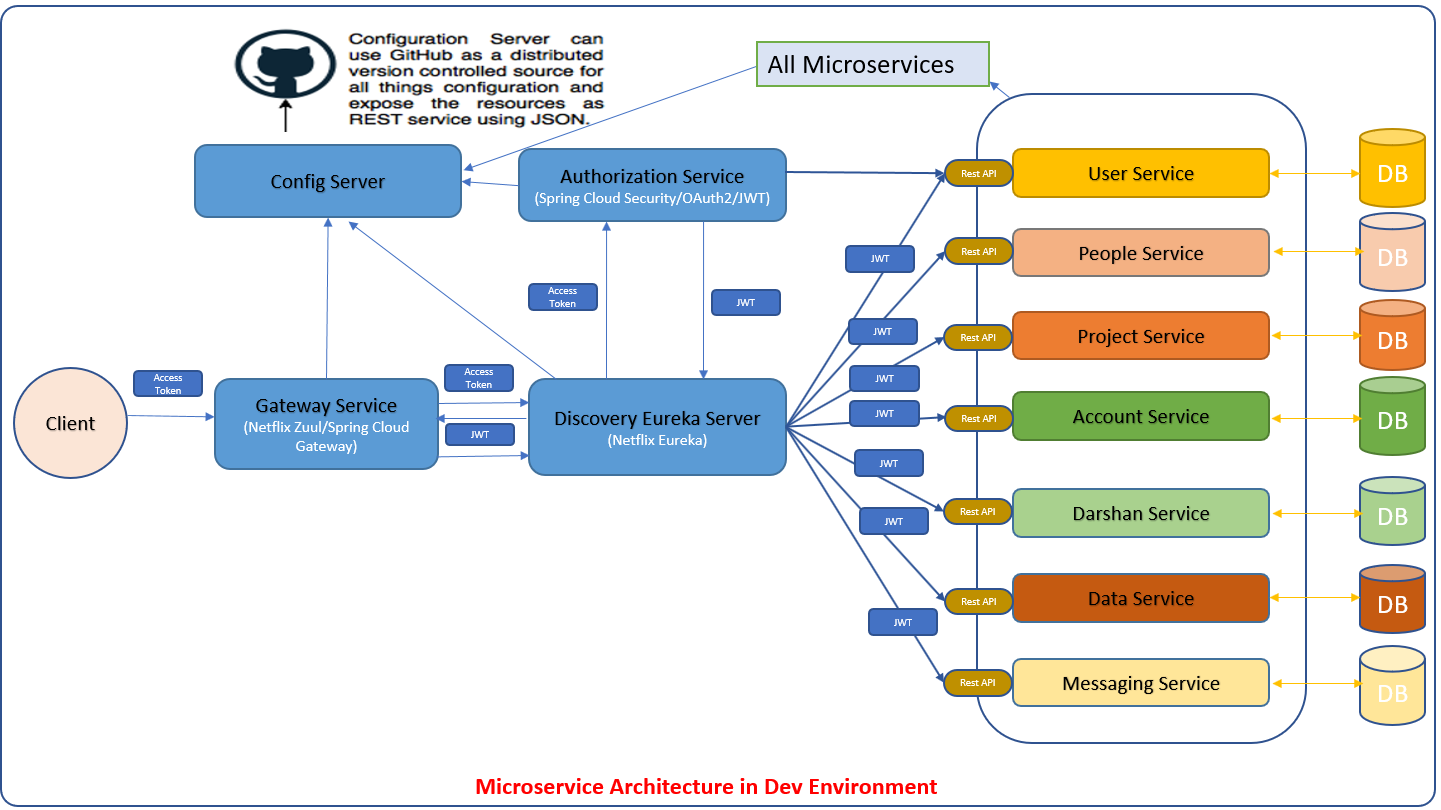 Configuration Server can
use GitHub as a distributed
version controlled source for
all things configuration and
expose the resources as
REST service using JSON.
All Microservices
Config Server
Authorization Service
(Spring Cloud Security/OAuth2/JWT)
Rest API
User Service
DB
JWT
Rest API
People Service
DB
Access
Token
JWT
JWT
Rest API
Project Service
DB
Client
Access
Token
Gateway Service
(Netflix Zuul/Spring Cloud
Gateway)
Access
Token
JWT
Discovery Eureka Server
(Netflix Eureka)
JWT
JWT
Rest API
Account Service
DB
JWT
Rest API
Darshan Service
DB
JWT
Rest API
Data Service
DB
JWT
Rest API
Messaging Service
DB
Microservice Architecture in Dev Environment